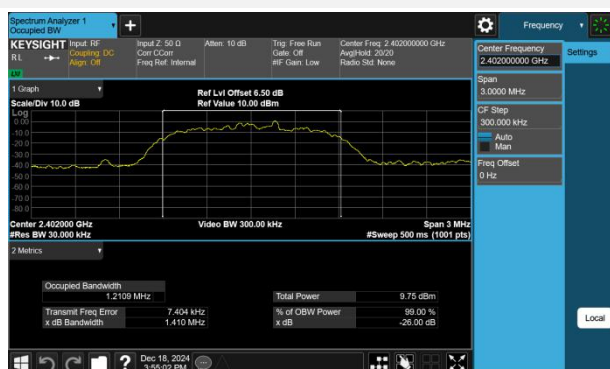 Spectrum Analyzer 1
Occupied BW
+
Frequency
KEYSIGHT
RL
Input: RF
Coupling: DC
Align: Off
Input Z: 50 Ω
Corr CCorr
Freq Ref: Internal
Atten: 10 dB
Trig: Free Run
Gate: Off
#IF Gain: Low
Center Freq: 2.402000000 GHz
Avg|Hold: 20/20
Radio Std: None
Center Frequency
2.402000000 GHz
Settings
Span
3.0000 MHz
CF Step
300.000 kHz
Auto
Man
Freq Offset
0 Hz
Local
1 Graph
Scale/Div 10.0 dB
Ref Lvl Offset 6.50 dB
Ref Value 10.00 dBm
Log
0.00
-10.0
-20.0
-30.0
-40.0
-50.0
-60.0
-70.0
-80.0
Center 2.402000 GHz
#Res BW 30.000 kHz
Video BW 300.00 kHz
Span 3 MHz
#Sweep 500 ms (1001 pts)
2 Metrics
Occupied Bandwidth
1.2109 MHz
Total Power
9.75 dBm
Transmit Freq Error
7.404 kHz
% of OBW Power
99.00 %
x dB Bandwidth
1.410 MHz
x dB
-26.00 dB
?
Dec 18, 2024
3:55:02 PM